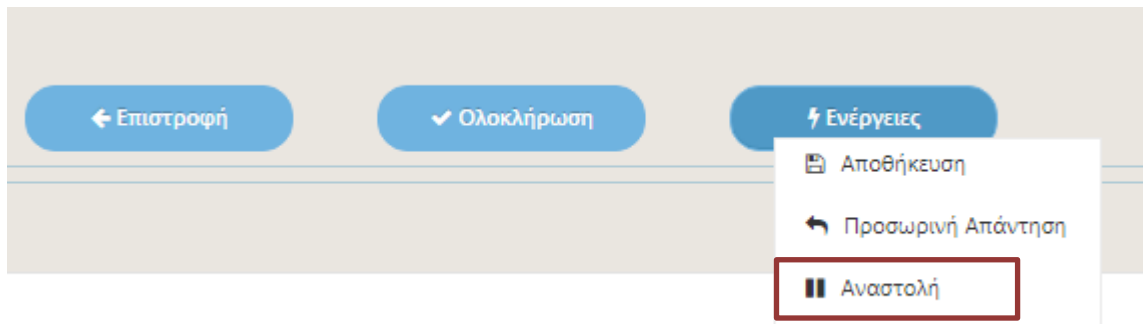 Επιστροφή
Ολοκλήρωση
Ενέργειες
Αποθήκευση
Προσωρινή Απάντηση
Αναστολή